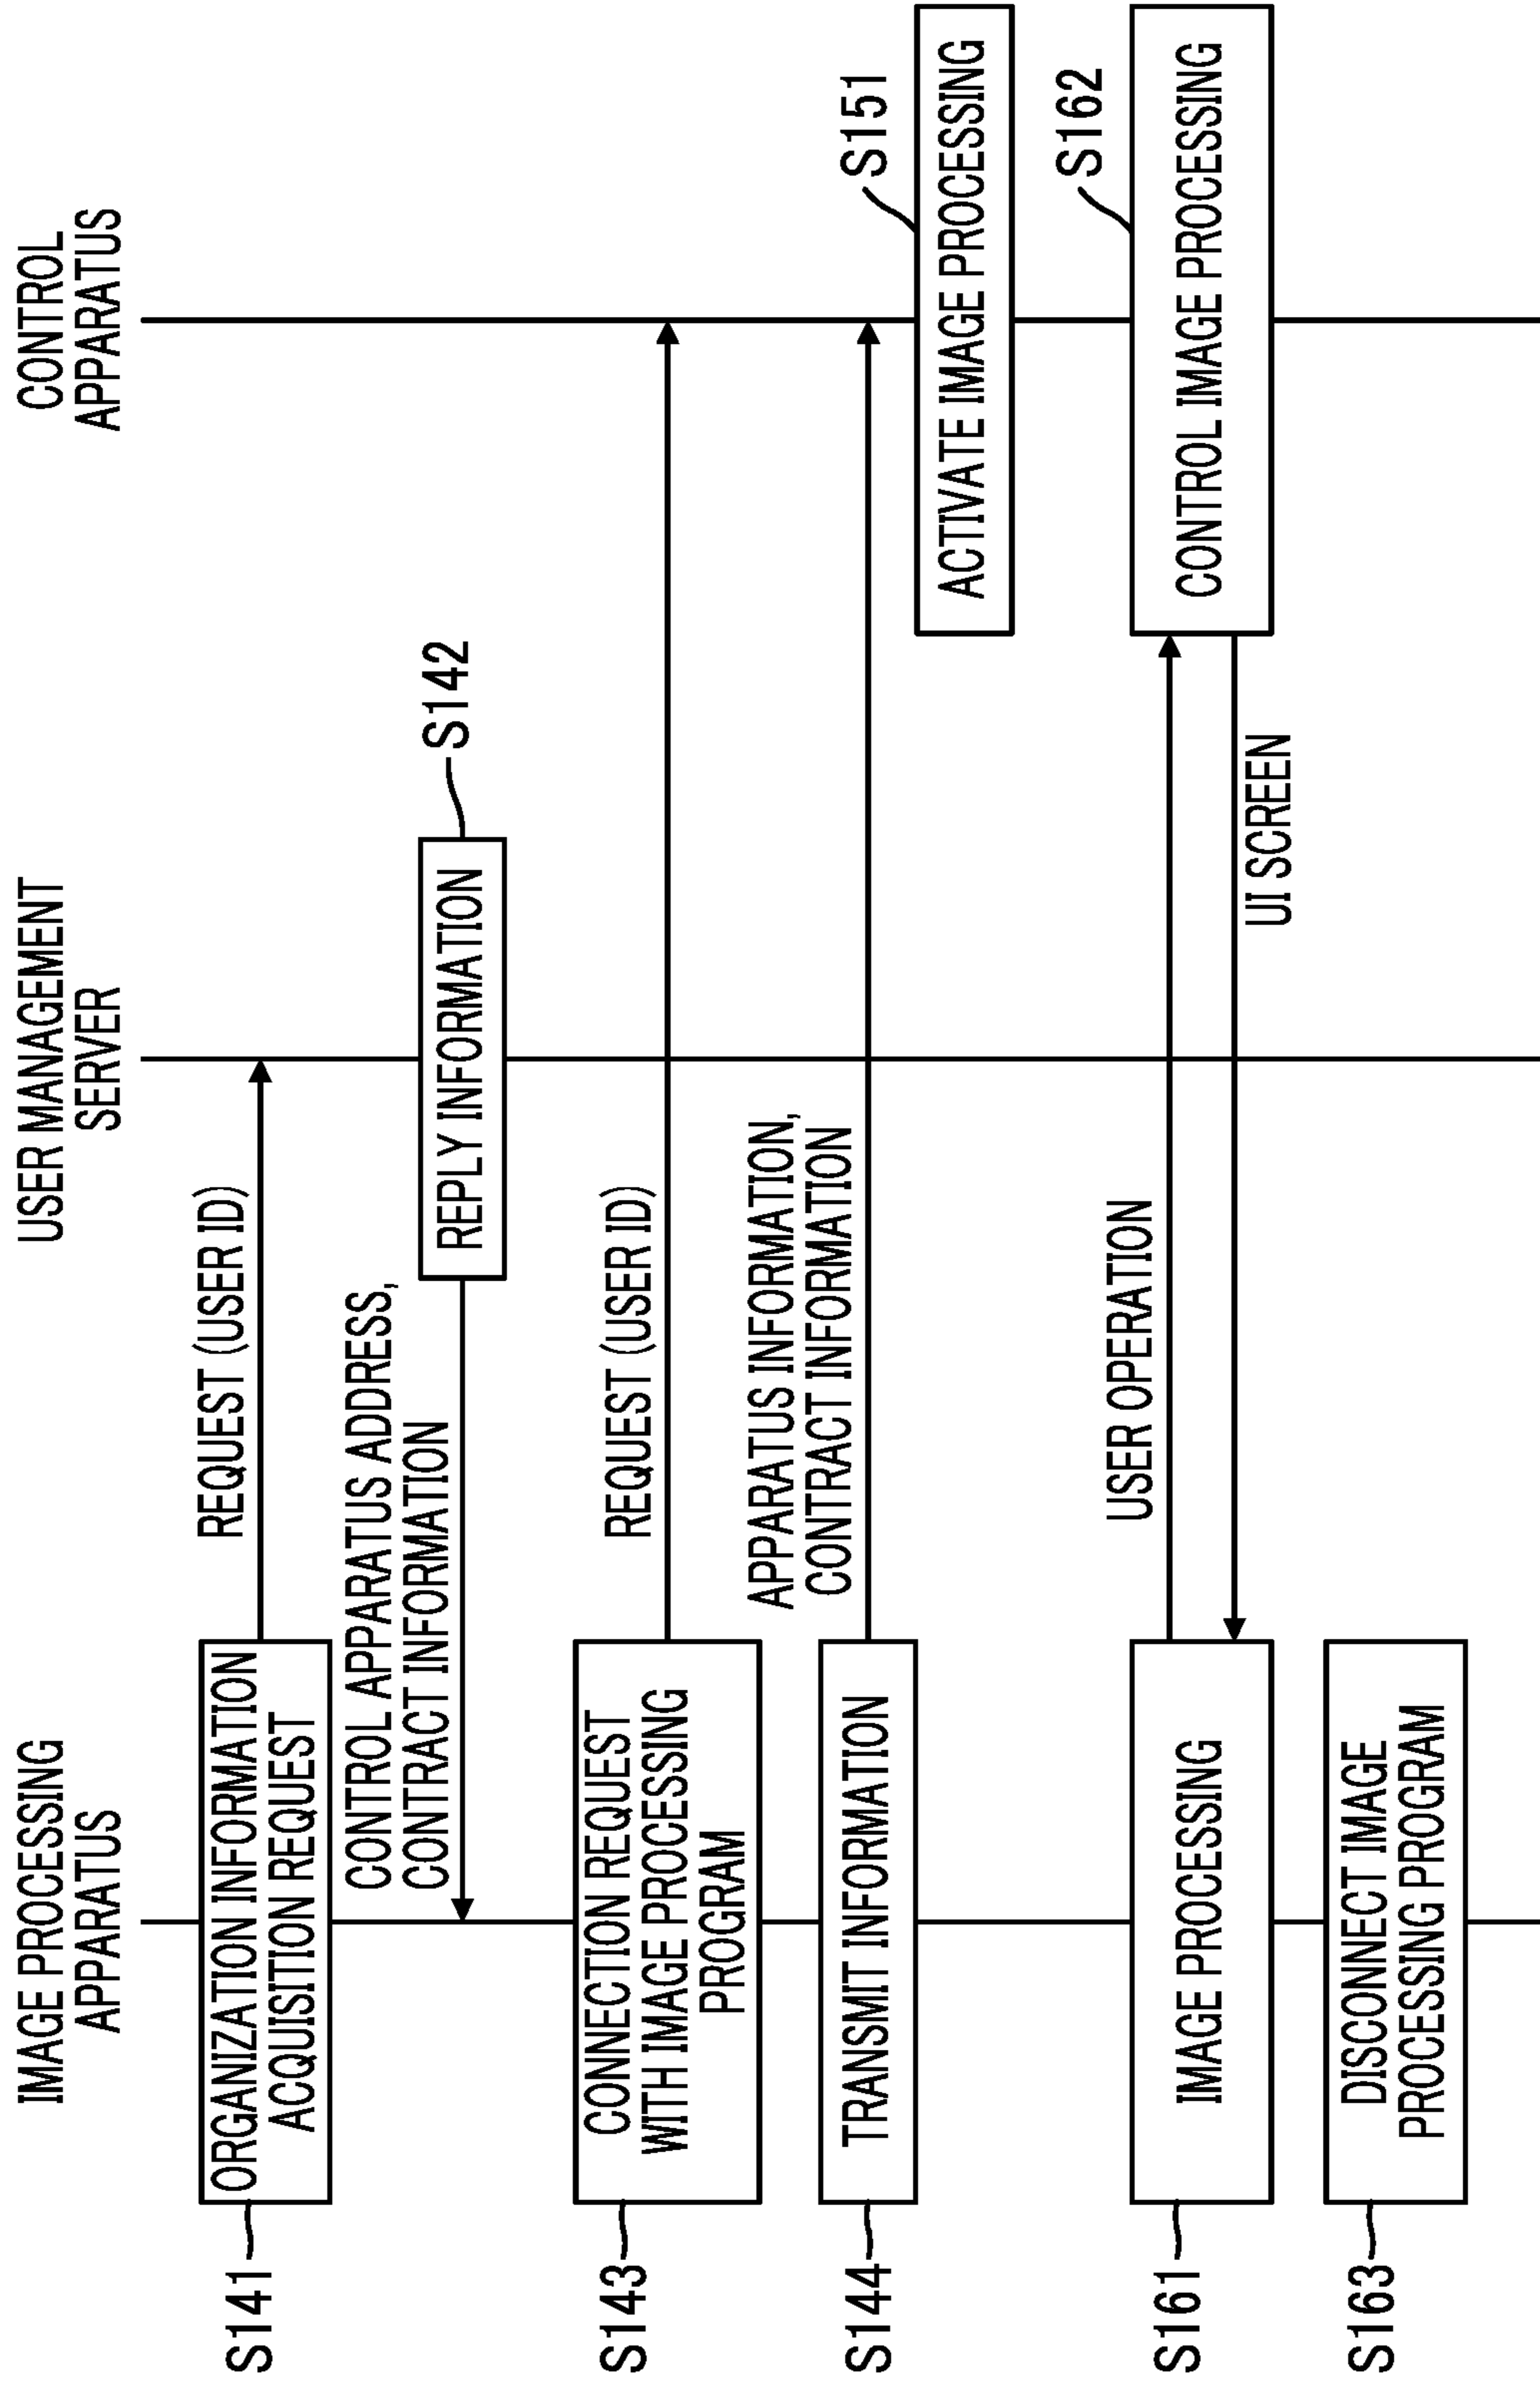 IMAGE PROCESSING
APPARATUS
USER MANAGEMENT
SERVER
CONTROL
APPARATUS
S141
ORGANIZATION INFORMATION
ACQUISITION REQUEST
REQUEST (USER ID)
CONTROL APPARATUS ADDRESS,
CONTRACT INFORMATION
REPLY INFORMATION
S142
S143
CONNECTION REQUEST
WITH IMAGE PROCESSING
PROGRAM
REQUEST (USER ID)
S144
TRANSMIT INFORMATION
APPARATUS INFORMATION,
CONTRACT INFORMATION
S151
ACTIVATE IMAGE PROCESSING
S161
IMAGE PROCESSING
USER OPERATION
UI SCREEN
S162
CONTROL IMAGE PROCESSING
S163
DISCONNECT IMAGE
PROCESSING PROGRAM